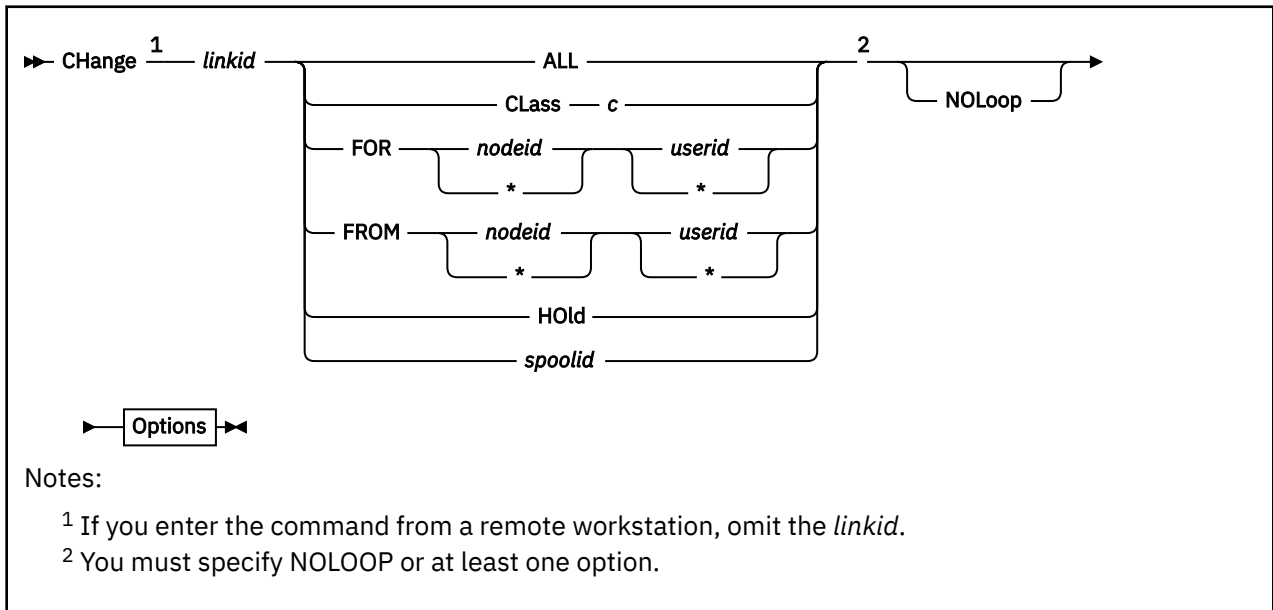 1 2
CHange linkid ALL
NOLoop
CLass c
FOR nodeid userid
* *
FROM nodeid userid
* *
HOld
spoolid
Options
Notes:
1 If you enter the command from a remote workstation, omit the linkid.
2 You must specify NOLOOP or at least one option.